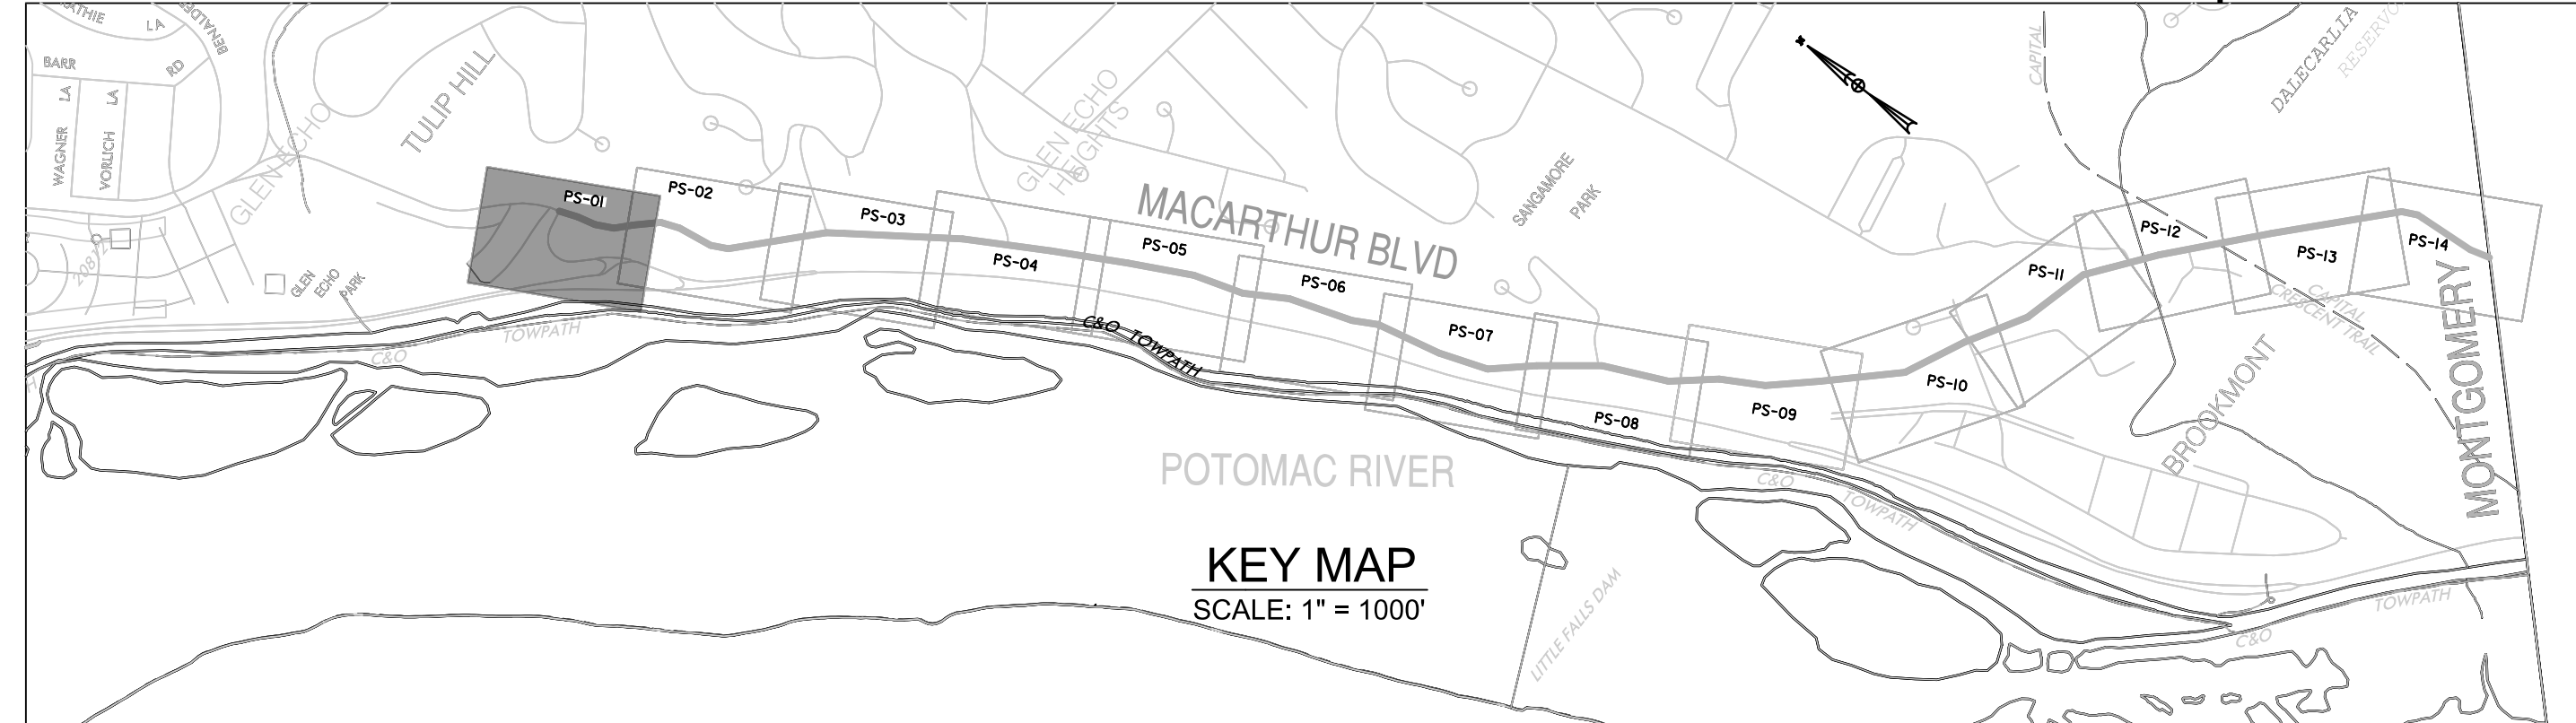 BENALDER
LA
BARR
RD
WAGNER LA
VORLICH LA
GLEN ECHO
TULIP HILL
20812
GLEN
ECHO
PARK
PS-01
PS-02
PS-03
PS-04
PS-05
PS-06
PS-07
PS-08
PS-09
PS-10
PS-11
PS-12
PS-13
PS-14
GLEN ECHO
HEIGHTS
MACARTHUR BLVD
SANGAMORE
PARK
CAPITAL
DALECARLIA
CAPITAL
CRESCENT TRAIL
MONTGOMERY
BROOKMONT
C&O
TOWPATH
C&O TOWPATH
C&O
TOWPATH
TOWPATH
C&O
POTOMAC RIVER
LITTLE FALLS DAM
KEY MAP
SCALE: 1" = 1000'